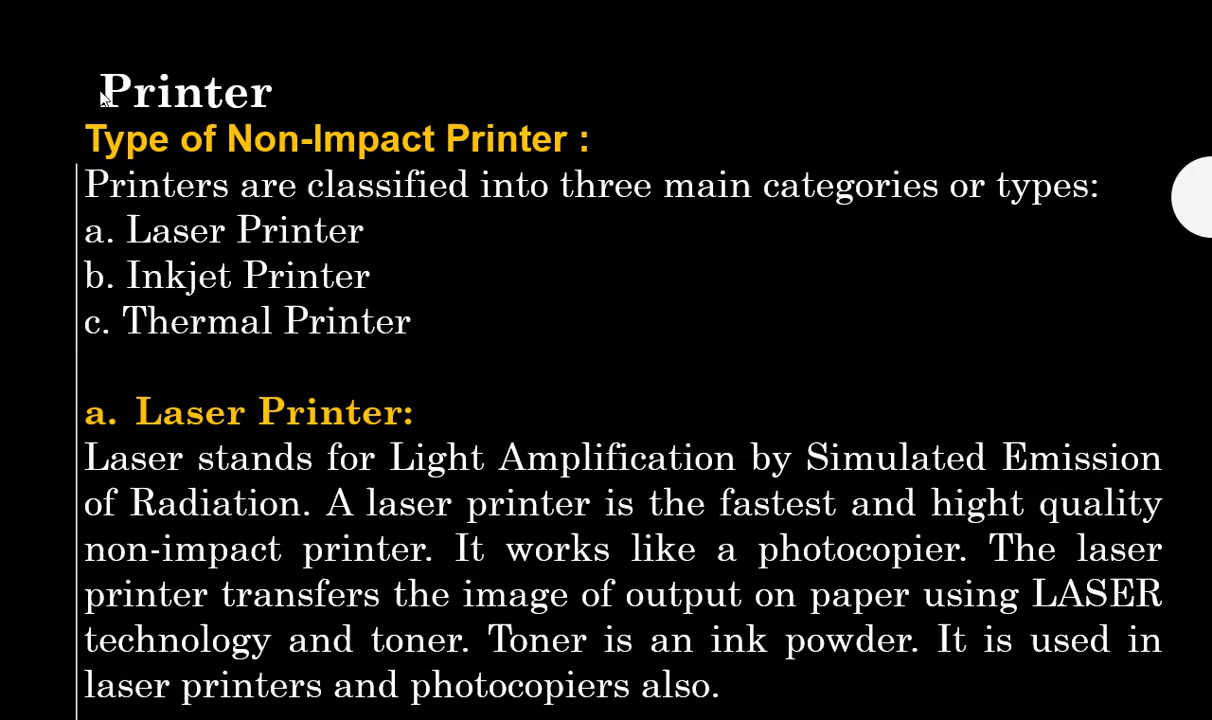 Printer
Type of Non-Impact Printer :
Printers are classified into three main categories or types:
a. Laser Printer
b. Inkjet Printer
c. Thermal Printer
a. Laser Printer:
Laser stands for Light Amplification by Simulated Emission
of Radiation. A laser printer is the fastest and hight quality
non-impact printer. It works like a photocopier. The laser
printer transfers the image of output on paper using LASER
technology and toner. Toner is an ink powder. It is used in
laser printers and photocopiers also.